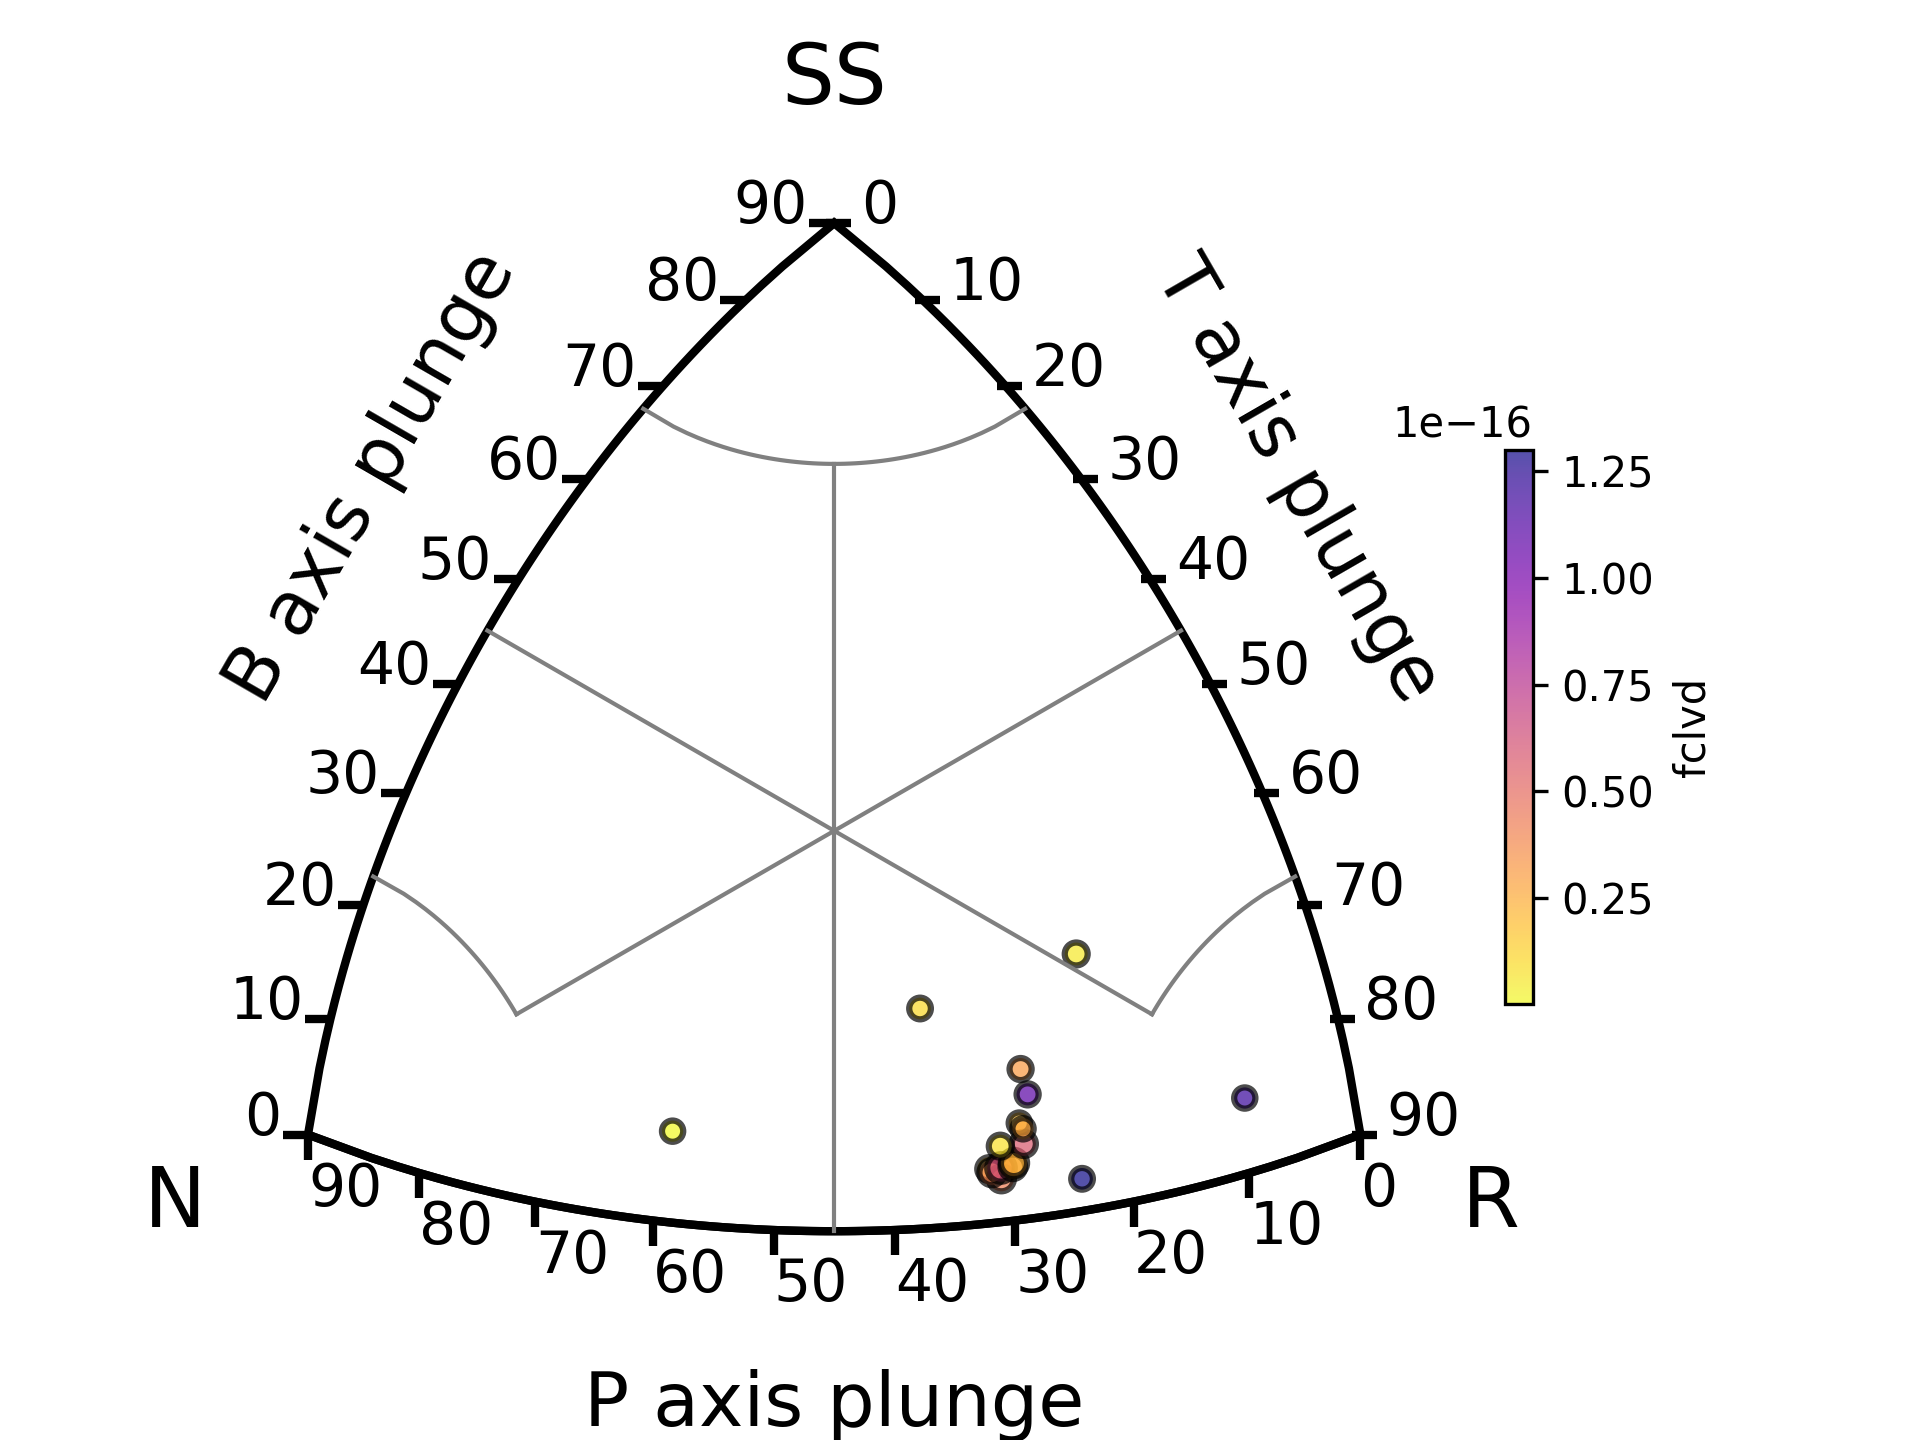 SS
90 0
80 10
70 20
60 30
50 40
40 50
30 60
20 70
10 80
0 90
B axis plunge
T axis plunge
N R
90 80 70 60 50 40 30 20 10 0
P axis plunge
1e−16
1.25
1.00
0.75
0.50
0.25
fclvd